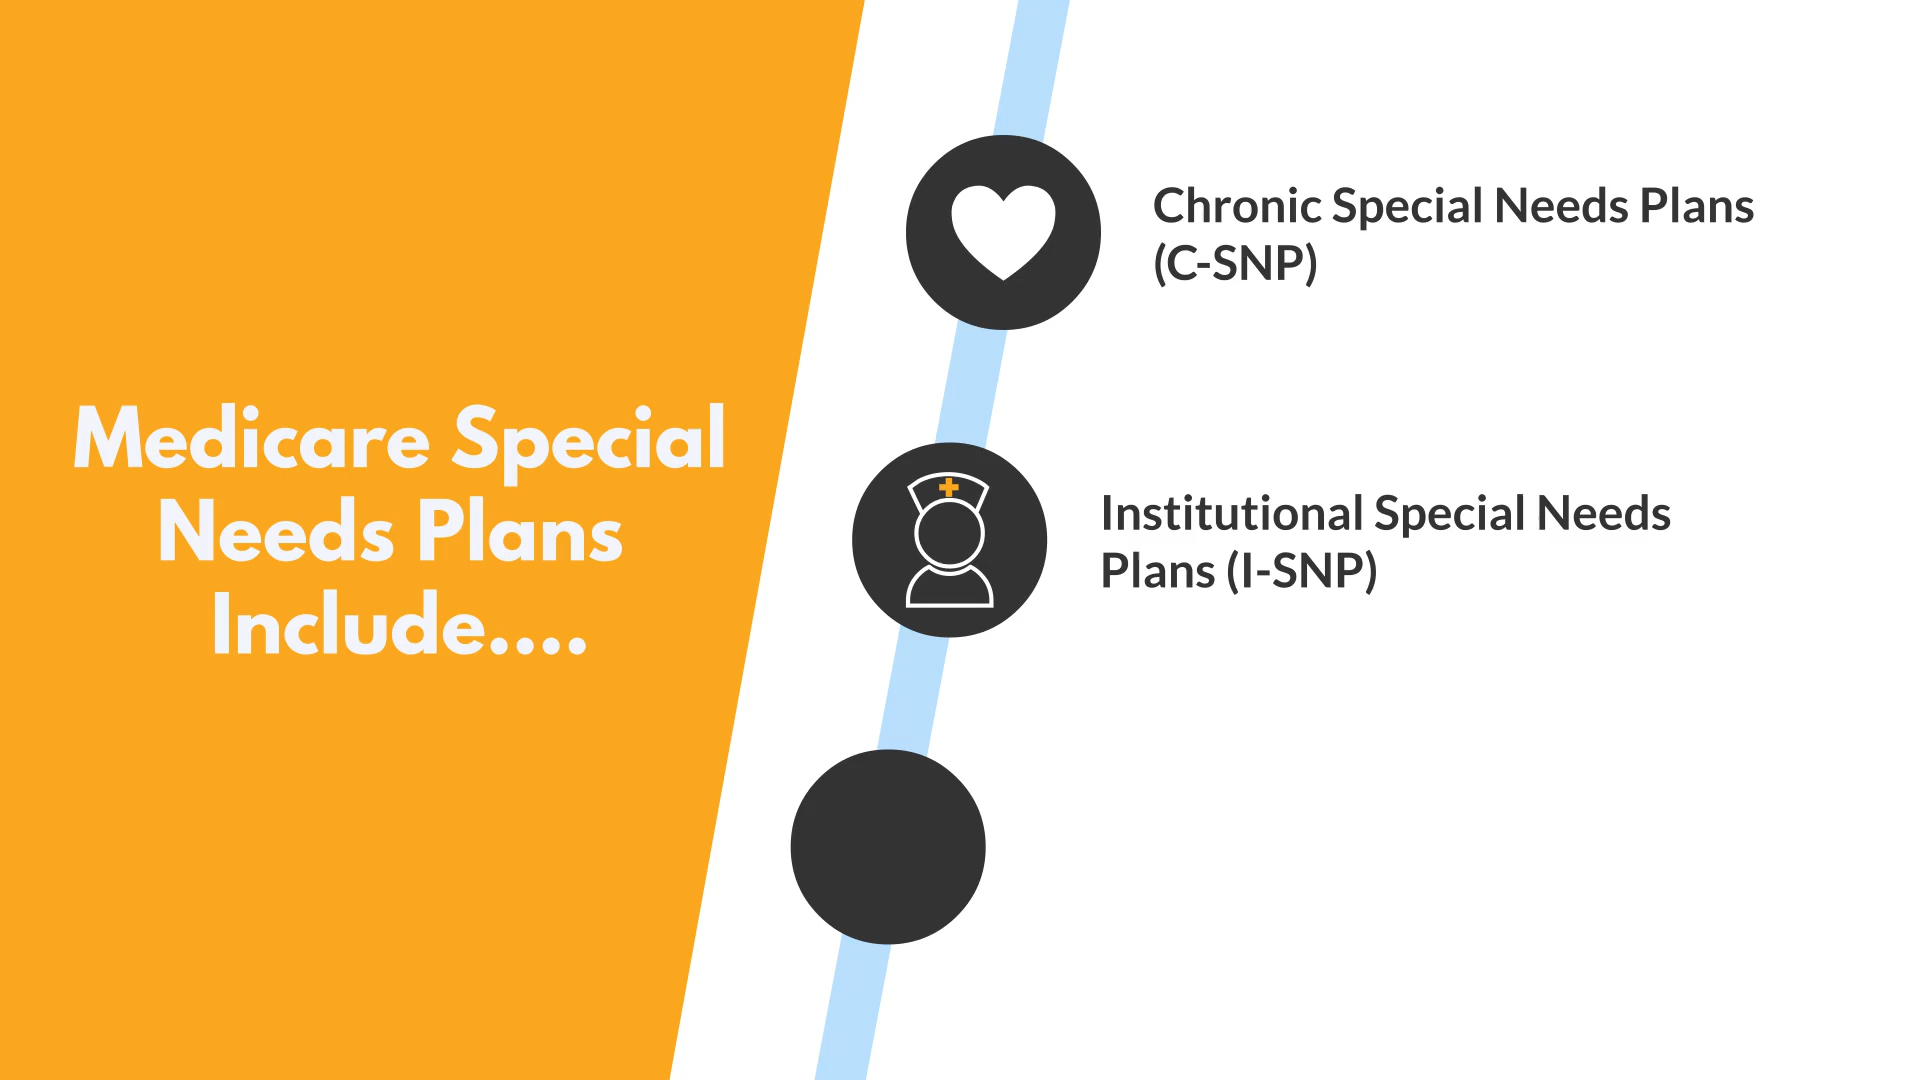 Medicare Special
Needs Plans
Include....
Chronic Special Needs Plans
(C-SNP)
Institutional Special Needs
Plans (I-SNP)